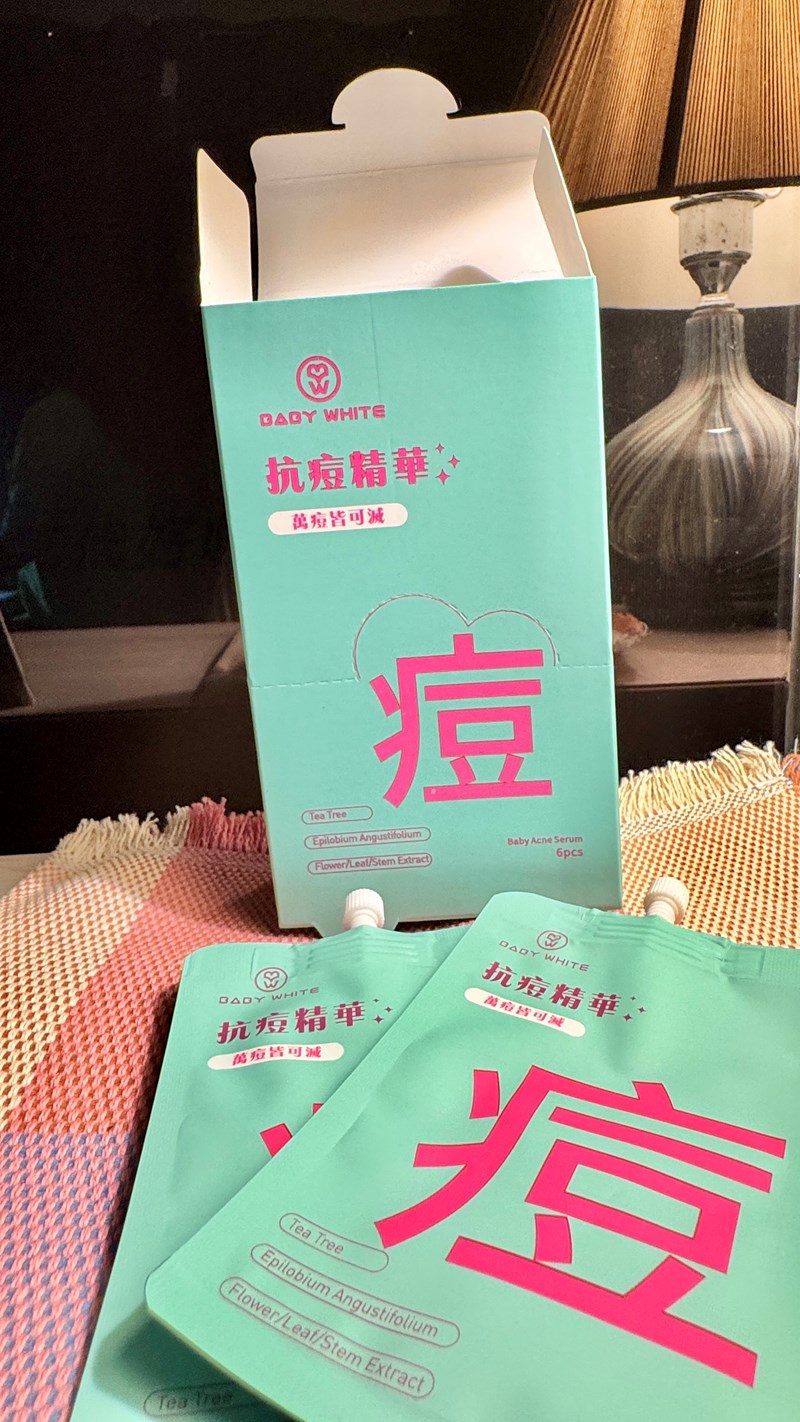 BABY WHITE
抗痘精華
萬痘皆可滅
痘
Tea Tree
Epilobium Angustifolium
Flower/Leaf/Stem Extract
Baby Acne Serum
6pcs
BABY WHITE
抗痘精華
萬痘皆可滅
Tea Tree
BABY WHITE
抗痘精華
萬痘皆可滅
痘
Tea Tree
Epilobium Angustifolium
Flower/Leaf/Stem Extract